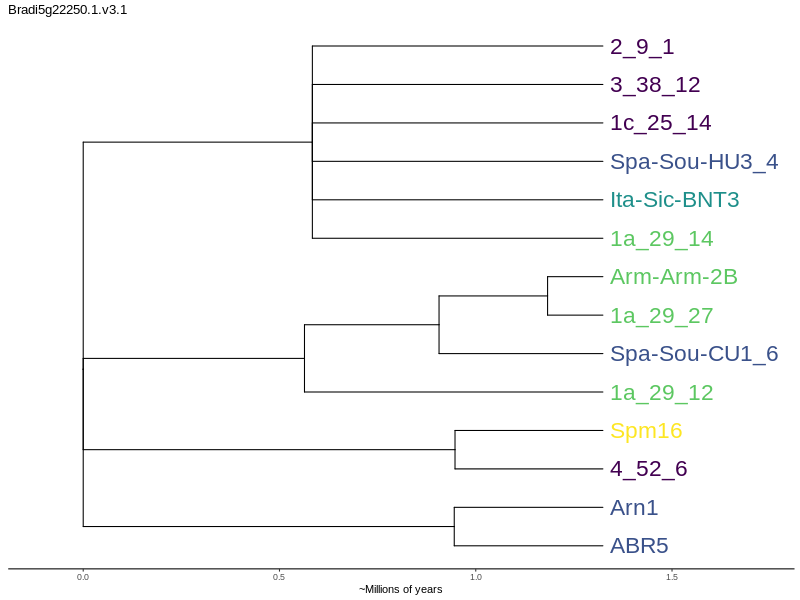 Bradi5g22250.1.v3.1
2_9_1
3_38_12
1c_25_14
Spa-Sou-HU3_4
Ita-Sic-BNT3
1a_29_14
Arm-Arm-2B
1a_29_27
Spa-Sou-CU1_6
1a_29_12
Spm16
4_52_6
Arn1
ABR5
0.0 0.5 1.0 1.5
~Millions of years